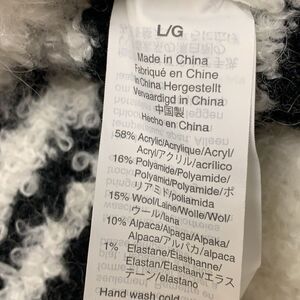 L/G
Made in China
Fabriqué en Chine
In China Hergestellt
Vervaardigd in China
中国製
Hecho en China
58% Acrylic/Acrylique/Acryl/
Acryl/アクリル/acrílico
16% Polyamide/Polyamide/
Polyamid/Polyamide/ポ
リアミド/poliamida
15% Wool/Laine/Wolle/Wol/
ウール/lana
10% Alpaca/Alpaga/Alpaka/
Alpaca/アルパカ/alpaca
1% Elastane/Élasthanne/
Elastan/Elastaan/エラス
テーン/elastano
Hand wash cold